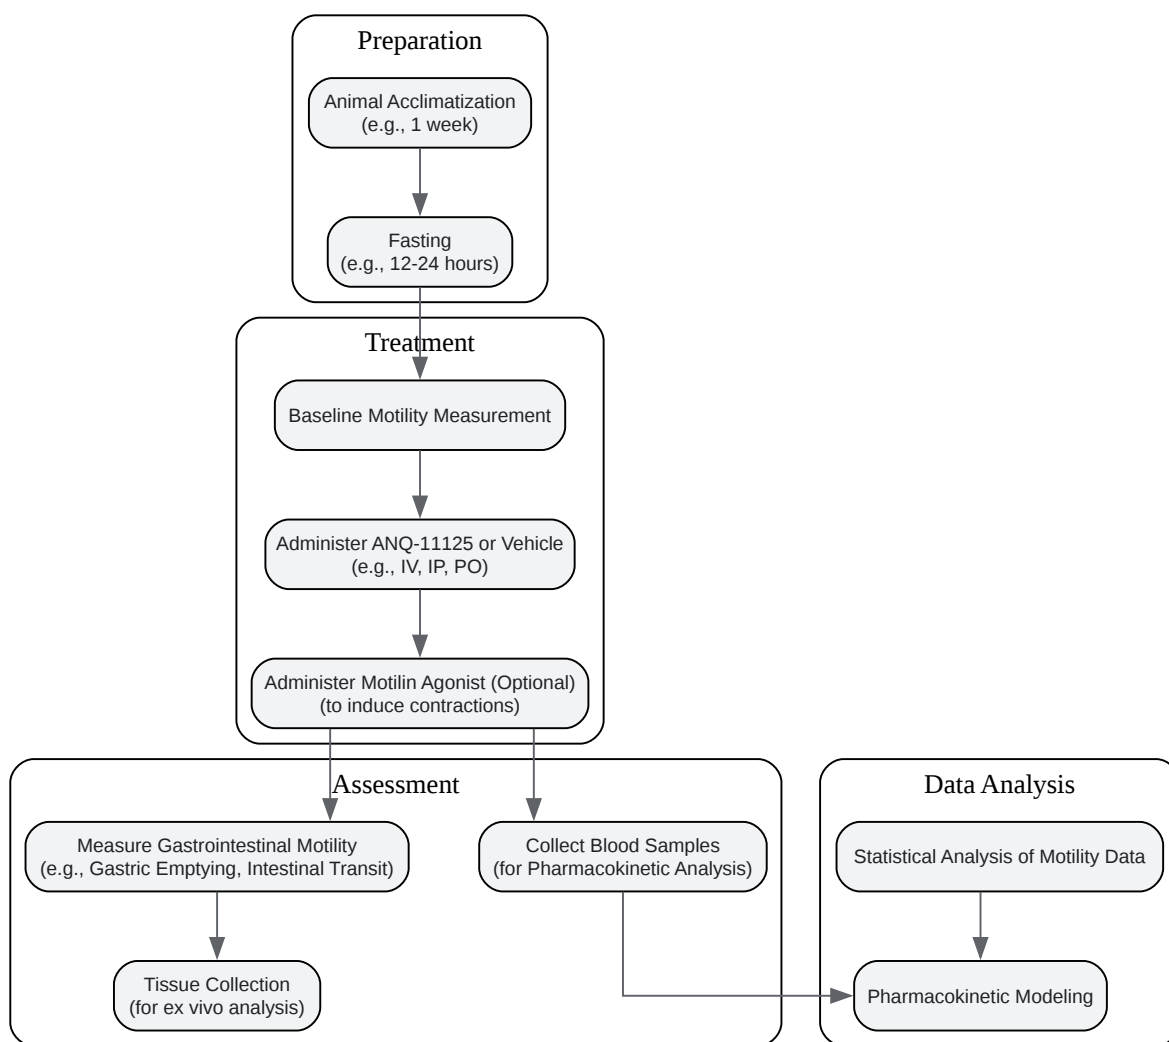 Preparation
Animal Acclimatization
(e.g., 1 week)
Fasting
(e.g., 12-24 hours)
Treatment
Baseline Motility Measurement
Administer ANQ-11125 or Vehicle
(e.g., IV, IP, PO)
Administer Motilin Agonist (Optional)
(to induce contractions)
Assessment
Measure Gastrointestinal Motility
(e.g., Gastric Emptying, Intestinal Transit)
Collect Blood Samples
(for Pharmacokinetic Analysis)
Tissue Collection
(for ex vivo analysis)
Data Analysis
Statistical Analysis of Motility Data
Pharmacokinetic Modeling